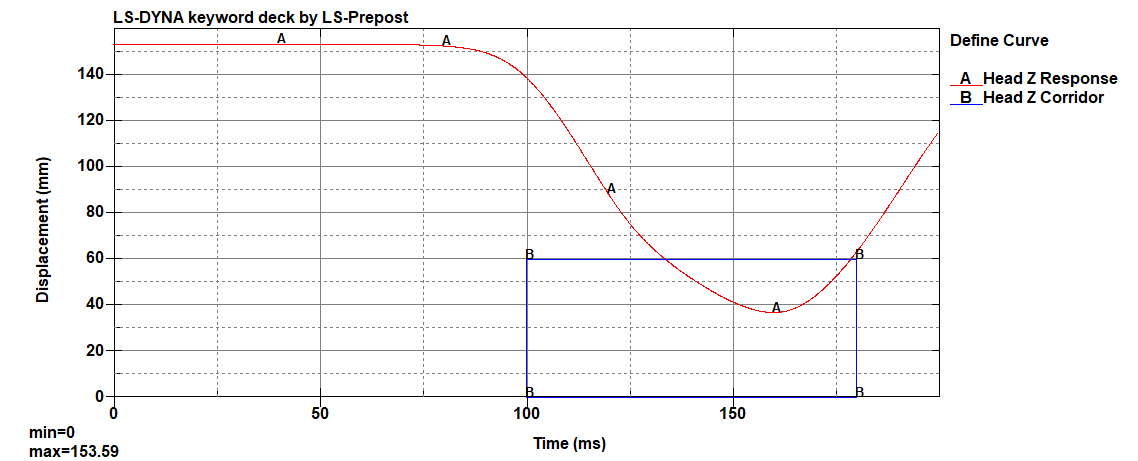 LS-DYNA keyword deck by LS-Prepost
Define Curve
A Head Z Response
B Head Z Corridor
Displacement (mm)
140
120
100
80
60
40
20
0
A
A
A
A
B
B
B
B
0 50 100 150
Time (ms)
min=0
max=153.59